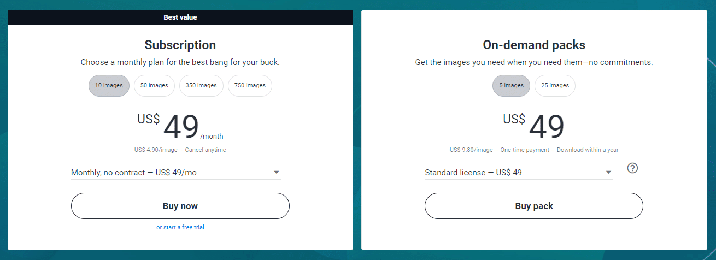 Best value
Subscription
Choose a monthly plan for the best bang for your buck.
10 images
50 images
350 images
750 images
US$ 49 /month
US$ 4.90/image Cancel anytime
Monthly, no contract — US$ 49/mo
Buy now
or start a free trial
On-demand packs
Get the images you need when you need them—no commitments.
5 images
25 images
US$ 49
US$ 9.80/image One-time payment Download within a year
Standard license — US$ 49
?
Buy pack